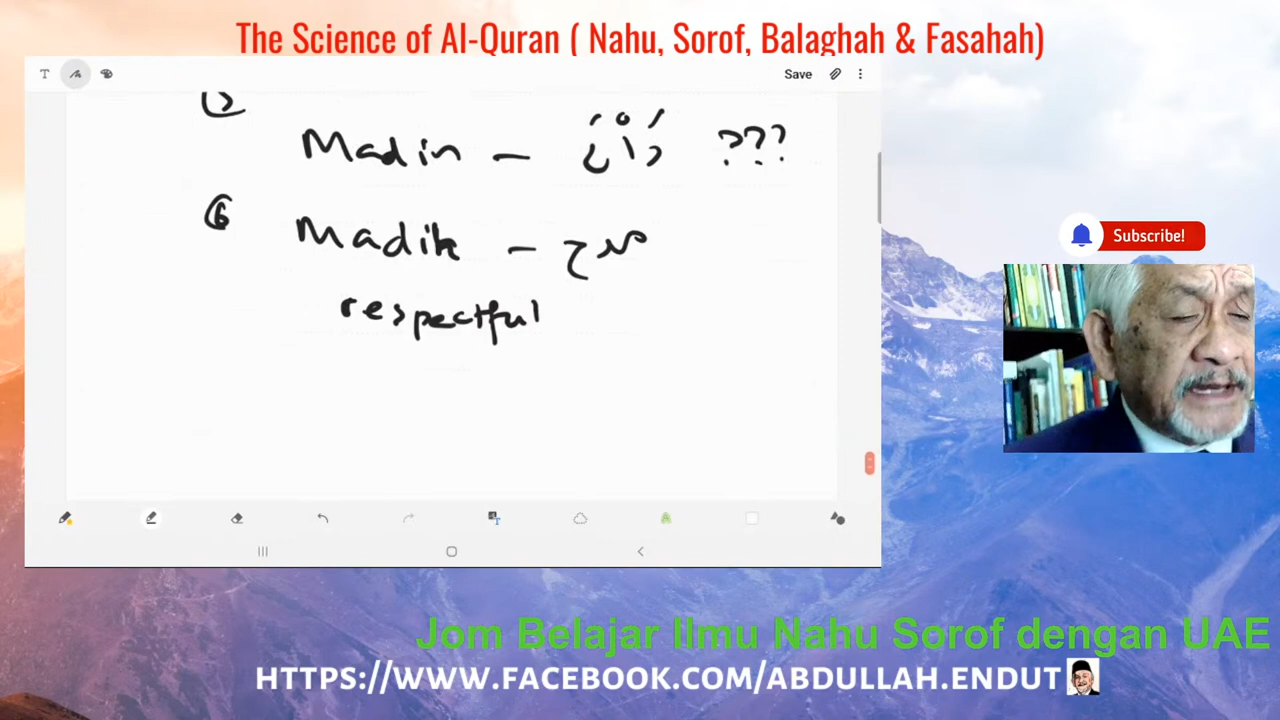 The Science of Al-Quran ( Nahu, Sorof, Balaghah & Fasahah)
T
Save
Madin – ???
6
Madih –
respectful
Subscribe!
Jom Belajar Ilmu Nahu Sorof dengan UAE
HTTPS://WWW.FACEBOOK.COM/ABDULLAH.ENDUT